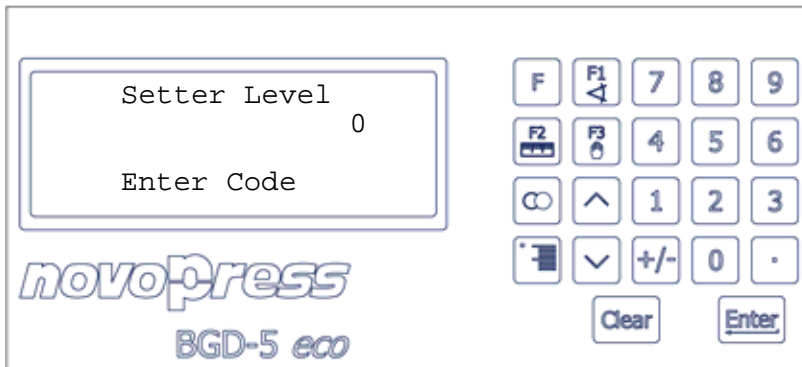 Setter Level
0
Enter Code
novopress
BGD-5 eco
F F1 7 8 9
F2 F3 4 5 6
1 2 3
+/- 0 .
Clear Enter